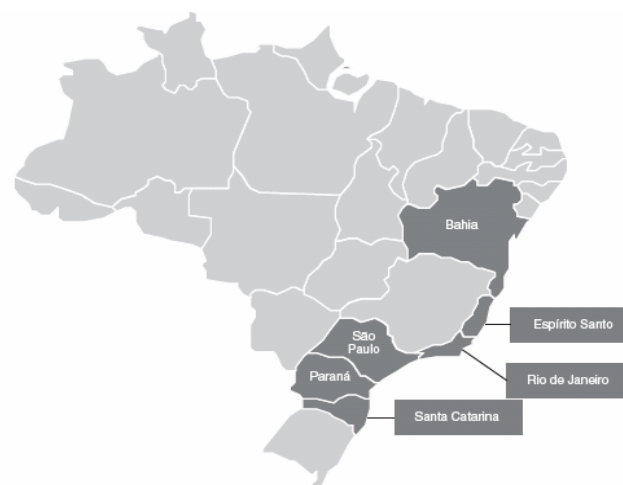 Bahia
Espírito Santo
São
Paulo
Rio de Janeiro
Paraná
Santa Catarina